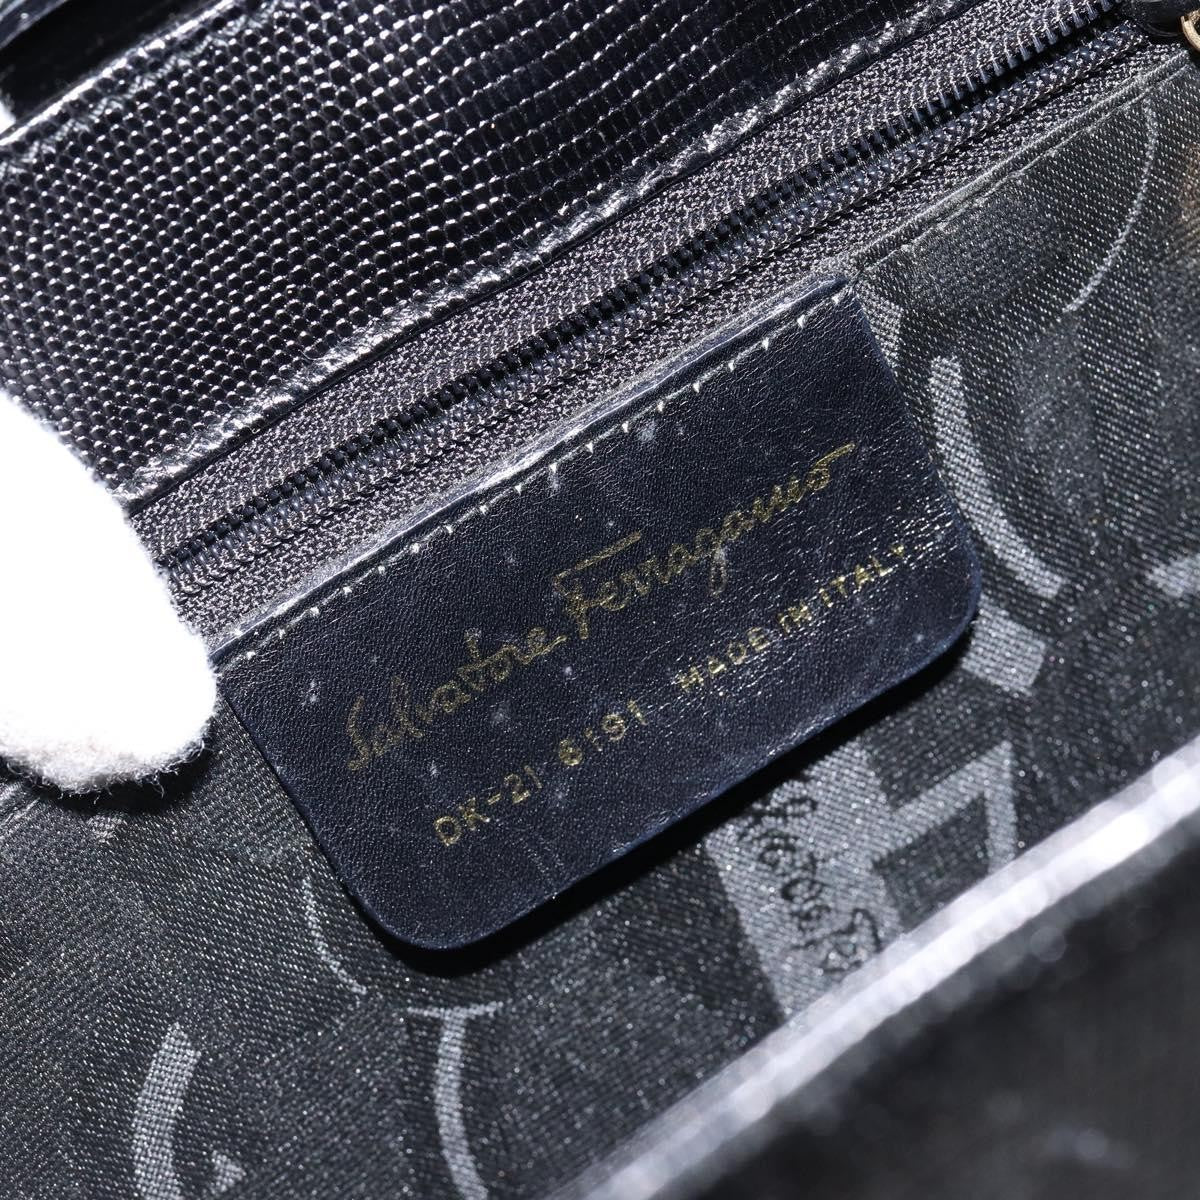 Salvatore Ferragamo
DK-21 6191 MADE IN ITALY